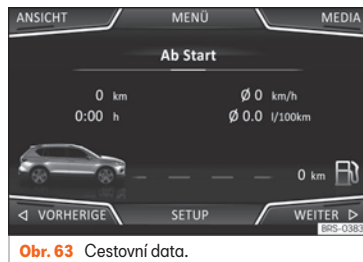 ANSICHT MENÜ MEDIA
Ab Start
0 km Ø 0 km/h
0:00 h Ø 0.0 l/100km
0 km
◁ VORHERIGE SETUP WEITER ▷
BRS-0383
Obr. 63 Cestovní data.